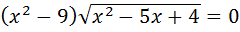 (x² − 9)√(x² − 5x + 4) = 0